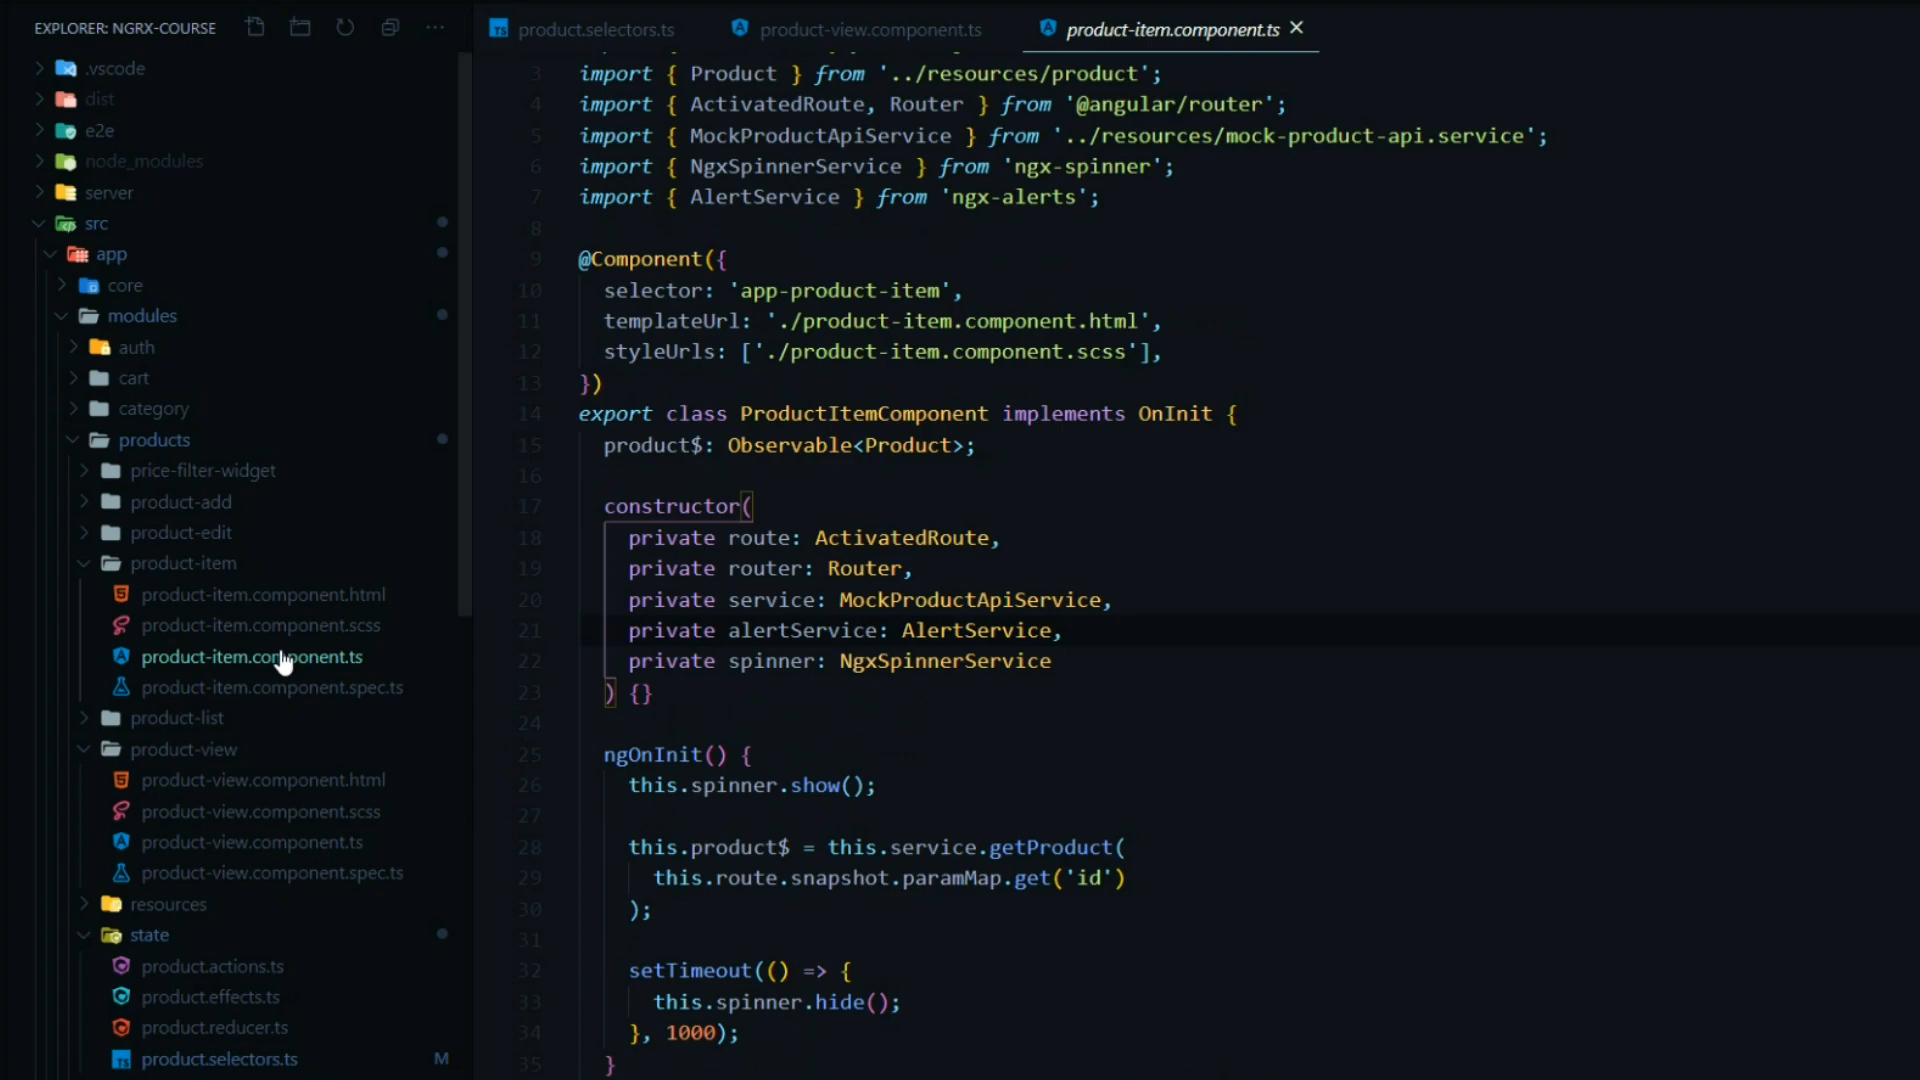 EXPLORER: NGRX-COURSE
.vscode
dist
e2e
node_modules
server
src
app
core
modules
auth
cart
category
products
price-filter-widget
product-add
product-edit
product-item
product-item.component.html
product-item.component.scss
product-item.component.ts
product-item.component.spec.ts
product-list
product-view
product-view.component.html
product-view.component.scss
product-view.component.ts
product-view.component.spec.ts
resources
state
product.actions.ts
product.effects.ts
product.reducer.ts
product.selectors.ts M
product.selectors.ts product-view.component.ts product-item.component.ts
3 import { Product } from '../resources/product';
4 import { ActivatedRoute, Router } from '@angular/router';
5 import { MockProductApiService } from '../resources/mock-product-api.service';
6 import { NgxSpinnerService } from 'ngx-spinner';
7 import { AlertService } from 'ngx-alerts';
8
9 @Component({
10 selector: 'app-product-item',
11 templateUrl: './product-item.component.html',
12 styleUrls: ['./product-item.component.scss'],
13 })
14 export class ProductItemComponent implements OnInit {
15 product$: Observable<Product>;
16
17 constructor(
18 private route: ActivatedRoute,
19 private router: Router,
20 private service: MockProductApiService,
21 private alertService: AlertService,
22 private spinner: NgxSpinnerService
23 ) {}
24
25 ngOnInit() {
26 this.spinner.show();
27
28 this.product$ = this.service.getProduct(
29 this.route.snapshot.paramMap.get('id')
30 );
31
32 setTimeout(() => {
33 this.spinner.hide();
34 }, 1000);
35 }